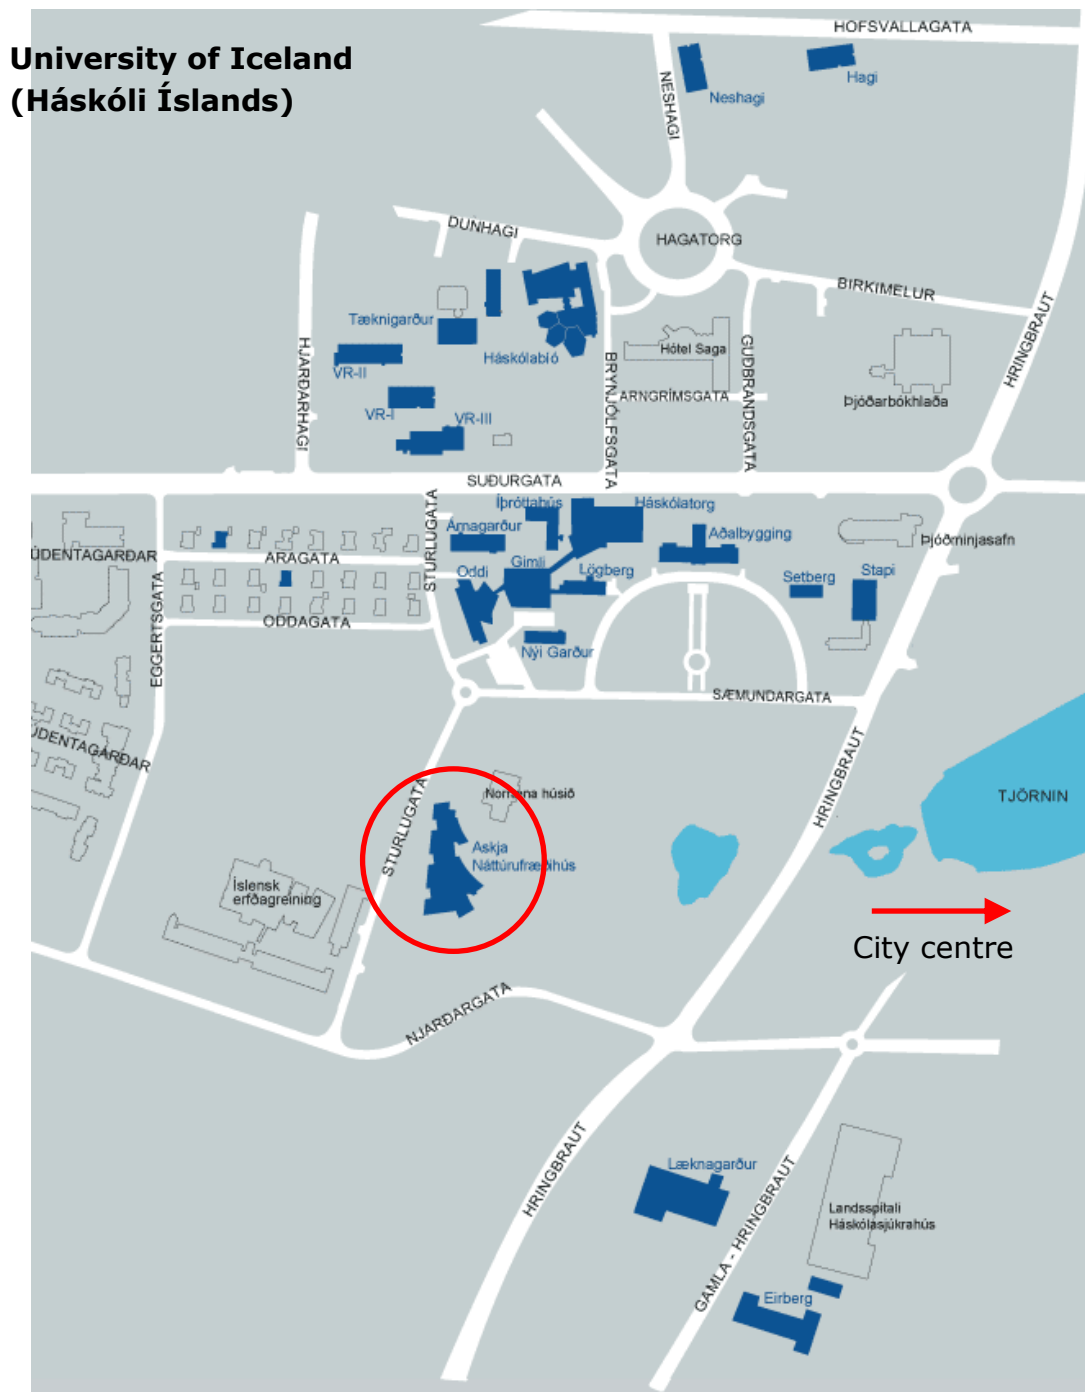 University of Iceland
(Háskóli Íslands)
HOFSVALLAGATA
NESHAGI
Neshagi
Hagi
DUNHAGI
HAGATORG
BIRKIMELUR
HRINGBRAUT
Tæknigarður
Háskólabíó
Hótel Saga
HJARÐARHAGI
VR-II
BRYNJÓLFSGATA
GUÐBRANDSGATA
ARNGRÍMSGATA
Þjóðarbókhlaða
VR-I
VR-III
SUÐURGATA
STURLUGATA
Íþróttahús
Háskólatorg
Árnagarður
Aðalbygging
Þjóðminjasafn
ÚDENTAGARÐAR
ARAGATA
Gimli
Oddi
Lögberg
Setberg
Stapi
EGGERTSGATA
ODDAGATA
Nýi Garður
SÆMUNDARGATA
ÚDENTAGARÐAR
HRINGBRAUT
STURLUGATA
Norræna húsið
TJÖRNIN
Askja
Náttúrufræðihús
Íslensk
erfðagreining
City centre
NJARÐARGATA
HRINGBRAUT
Læknagarður
GAMLA - HRINGBRAUT
Landsspítali
Háskólasjúkrahús
Eirberg